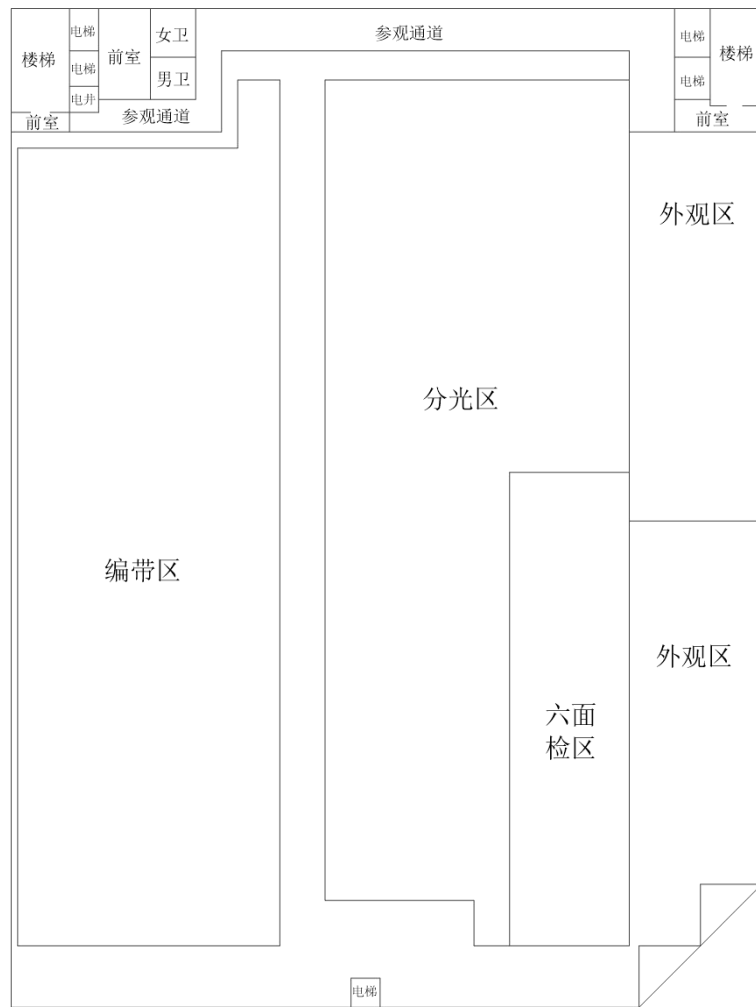 楼梯
电梯
电梯
电井
前室
女卫
男卫
参观通道
电梯
电梯
楼梯
前室
参观通道
前室
外观区
分光区
编带区
外观区
六面
检区
电梯